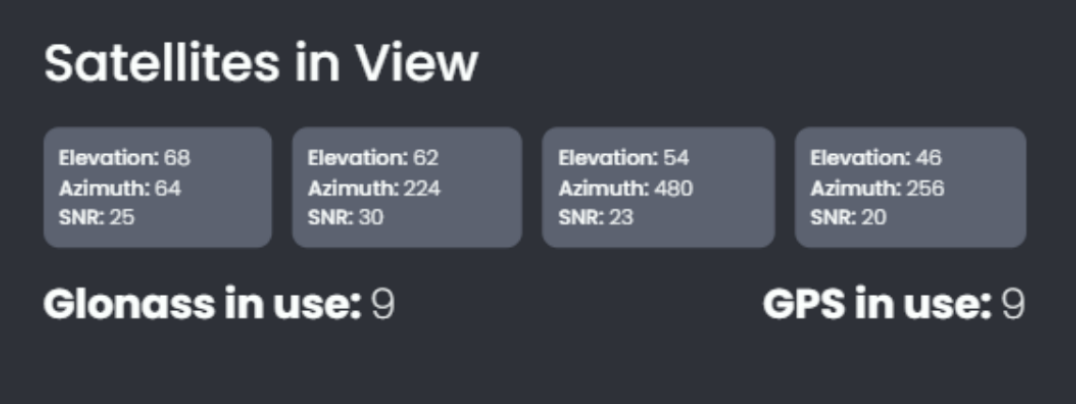 Satellites in View
Elevation: 68
Azimuth: 64
SNR: 25
Elevation: 62
Azimuth: 224
SNR: 30
Elevation: 54
Azimuth: 480
SNR: 23
Elevation: 46
Azimuth: 256
SNR: 20
Glonass in use: 9
GPS in use: 9